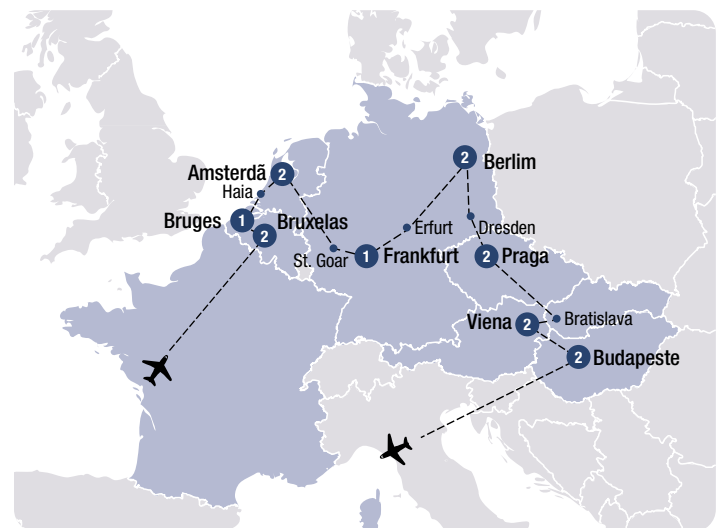 2
Berlim
Amsterdã
2
Haia
Bruges
1
Bruxelas
2
Erfurt
Dresden
St. Goar
1
Frankfurt
2
Praga
Viena
2
Bratislava
2
Budapeste